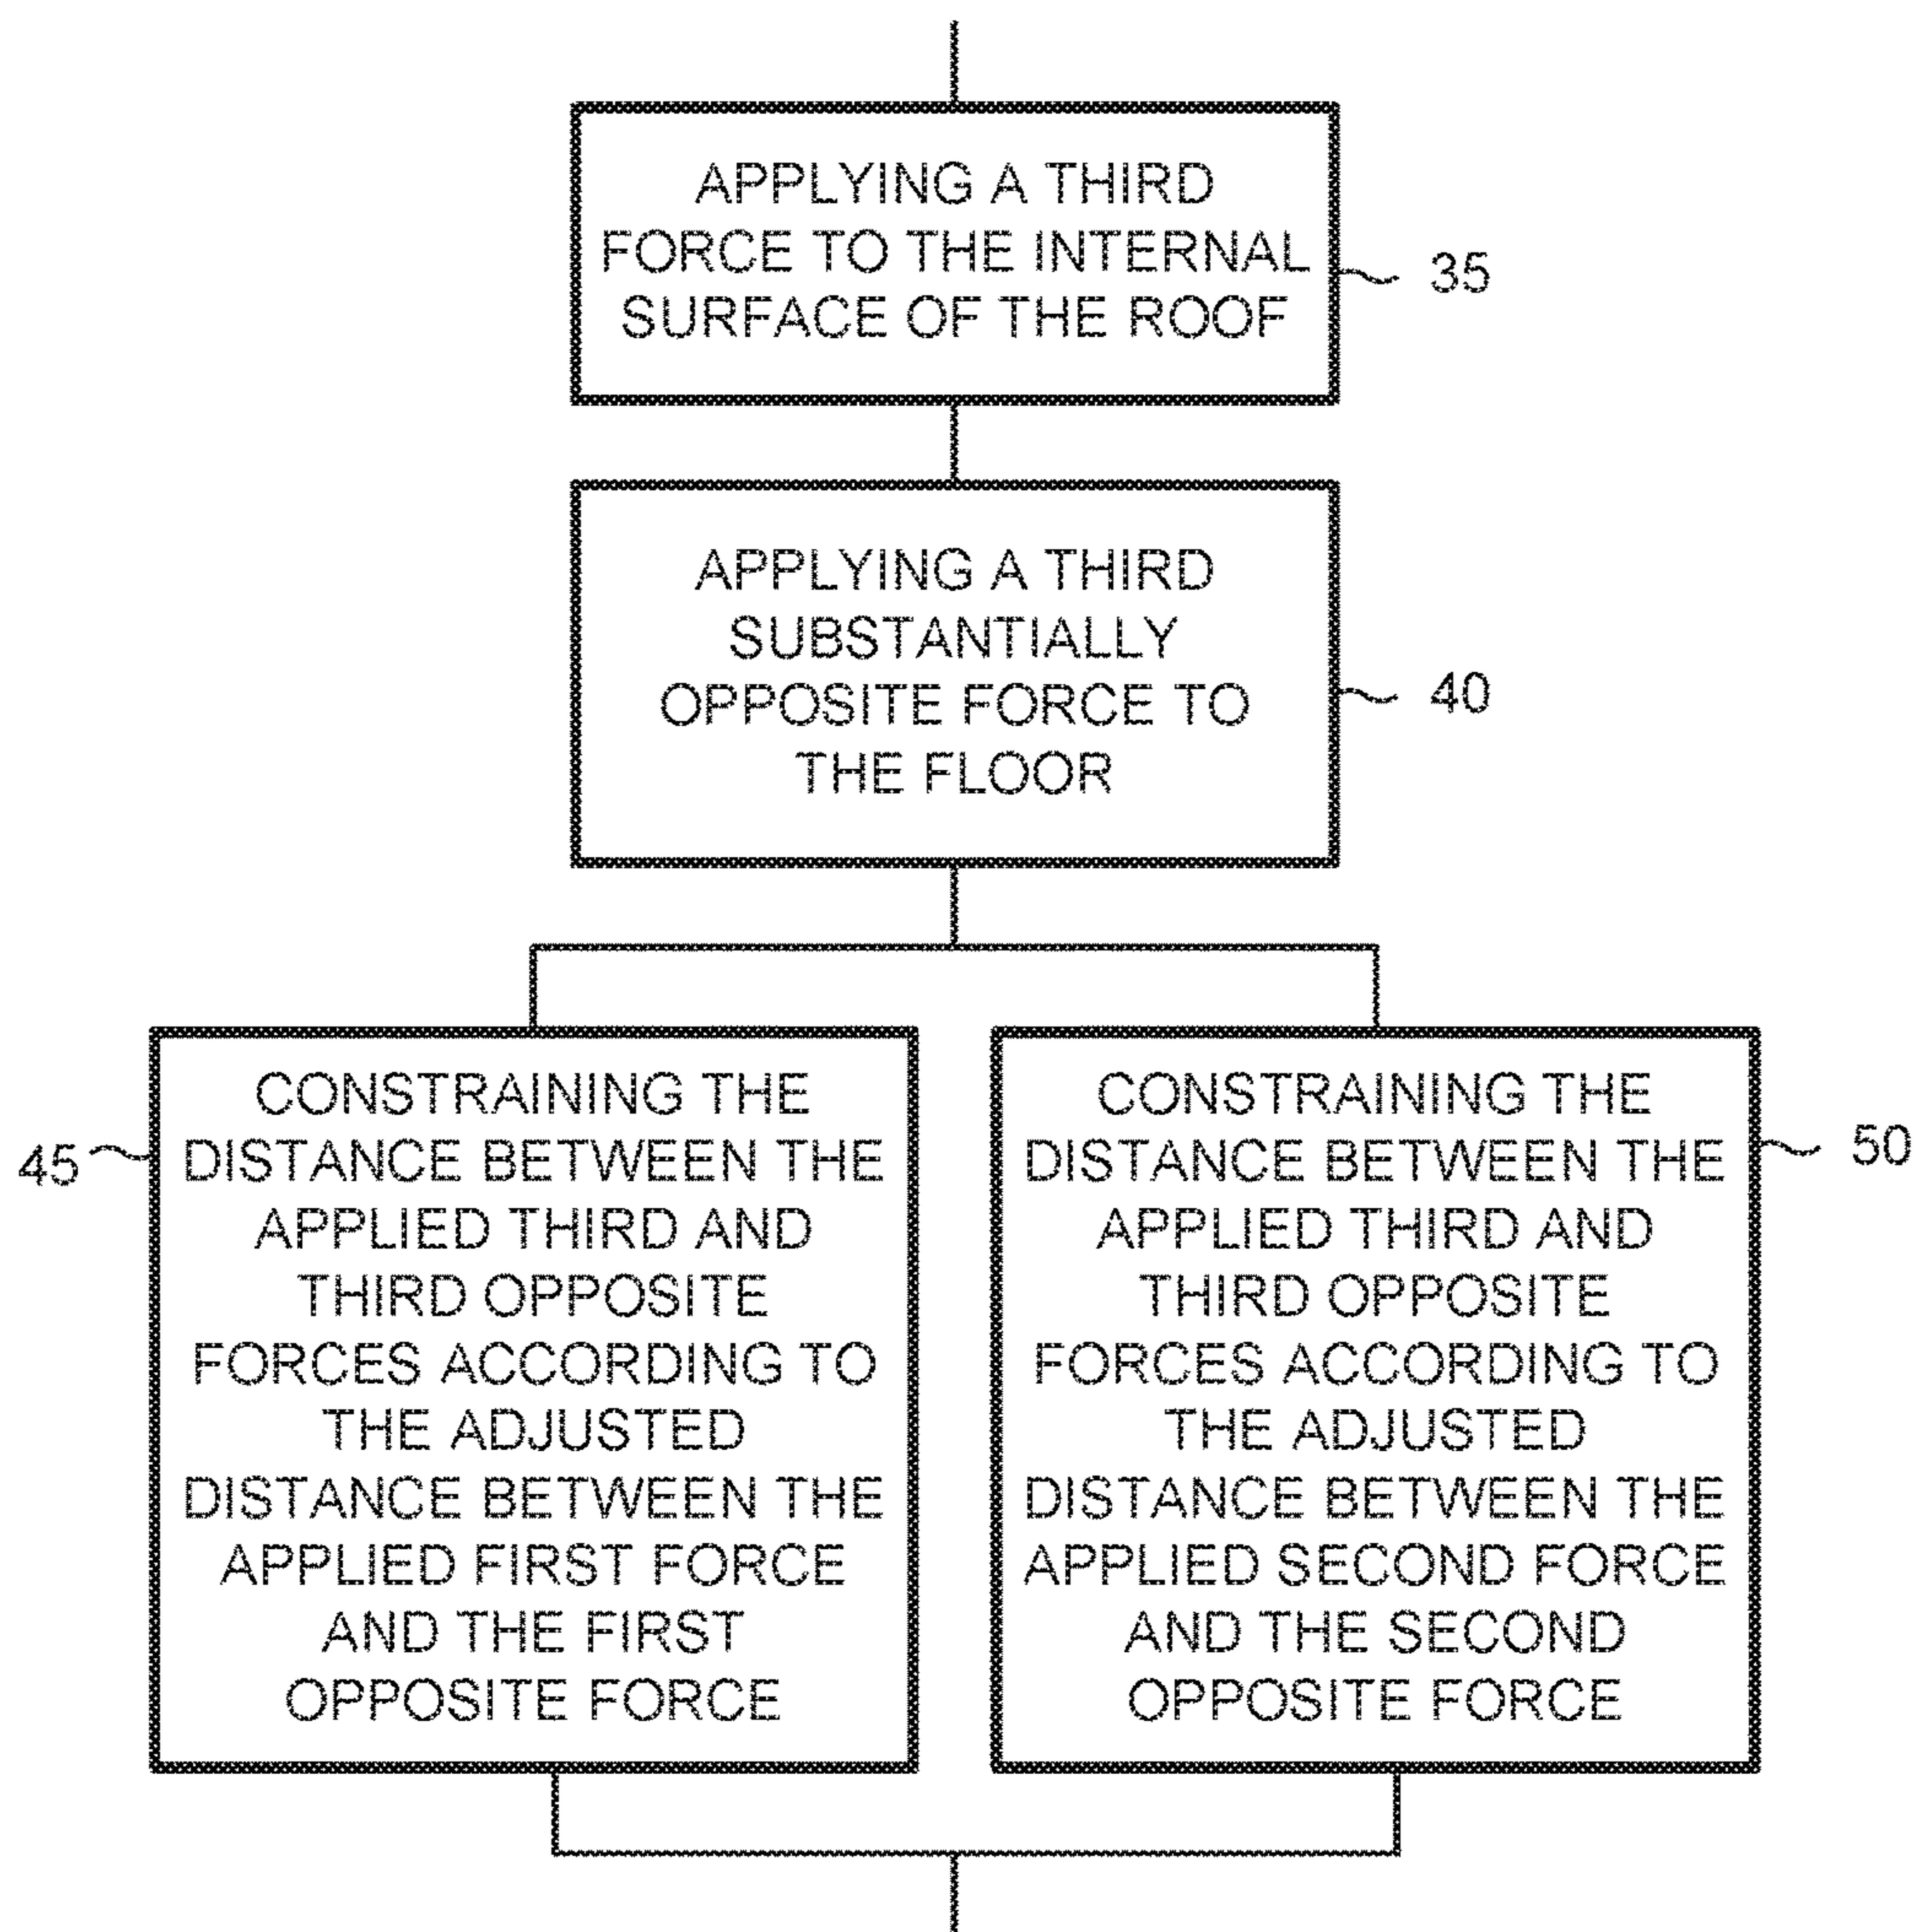 APPLYING A THIRD
FORCE TO THE INTERNAL
SURFACE OF THE ROOF
35
APPLYING A THIRD
SUBSTANTIALLY
OPPOSITE FORCE TO
THE FLOOR
40
45
CONSTRAINING THE
DISTANCE BETWEEN THE
APPLIED THIRD AND
THIRD OPPOSITE
FORCES ACCORDING TO
THE ADJUSTED
DISTANCE BETWEEN THE
APPLIED FIRST FORCE
AND THE FIRST
OPPOSITE FORCE
CONSTRAINING THE
DISTANCE BETWEEN THE
APPLIED THIRD AND
THIRD OPPOSITE
FORCES ACCORDING TO
THE ADJUSTED
DISTANCE BETWEEN THE
APPLIED SECOND FORCE
AND THE SECOND
OPPOSITE FORCE
50